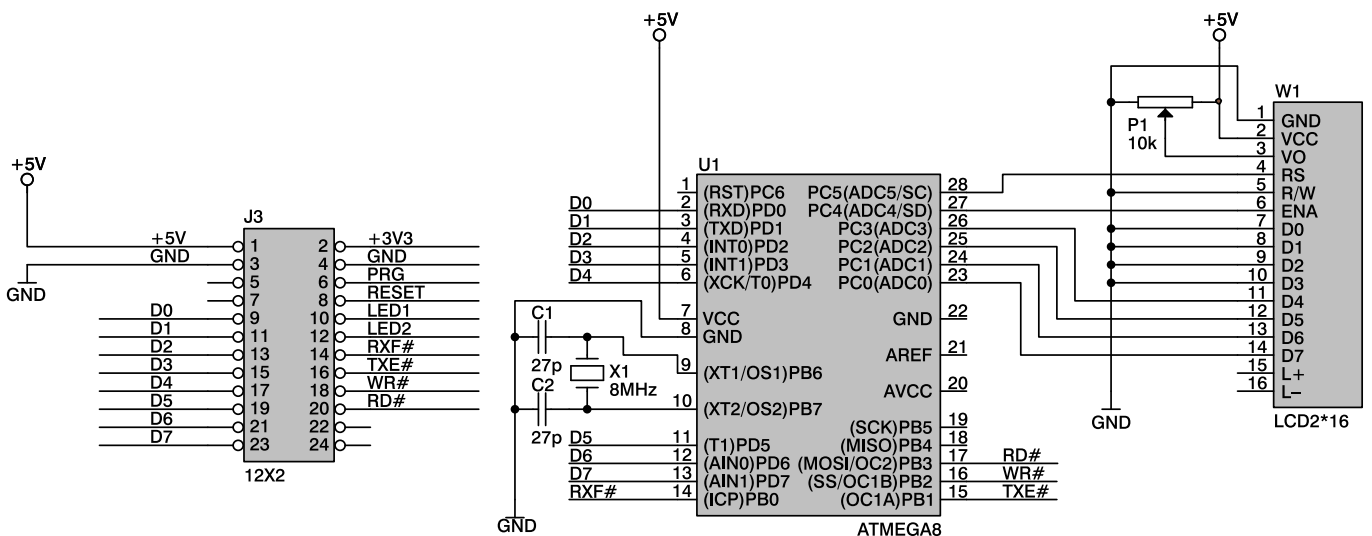 +5V
J3
+5V 1 2 +3V3
GND 3 4 GND
5 6 PRG
7 8 RESET
D0 9 10 LED1
D1 11 12 LED2
D2 13 14 RXF#
D3 15 16 TXE#
D4 17 18 WR#
D5 19 20 RD#
D6 21 22
D7 23 24
12X2
GND
+5V
U1
1 (RST)PC6 PC5(ADC5/SC) 28
D0 2 (RXD)PD0 PC4(ADC4/SD) 27
D1 3 (TXD)PD1 PC3(ADC3) 26
D2 4 (INT0)PD2 PC2(ADC2) 25
D3 5 (INT1)PD3 PC1(ADC1) 24
D4 6 (XCK/T0)PD4 PC0(ADC0) 23
7 VCC GND 22
8 GND
AREF 21
9 (XT1/OS1)PB6
AVCC 20
10 (XT2/OS2)PB7
(SCK)PB5 19
D5 11 (T1)PD5 (MISO)PB4 18
D6 12 (AIN0)PD6 (MOSI/OC2)PB3 17 RD#
D7 13 (AIN1)PD7 (SS/OC1B)PB2 16 WR#
RXF# 14 (ICP)PB0 (OC1A)PB1 15 TXE#
ATMEGA8
C1
27p
X1
8MHz
C2
27p
GND
+5V
P1
10k
W1
1 GND
2 VCC
3 VO
4 RS
5 R/W
6 ENA
7 D0
8 D1
9 D2
10 D3
11 D4
12 D5
13 D6
14 D7
15 L+
16 L−
LCD2*16
GND